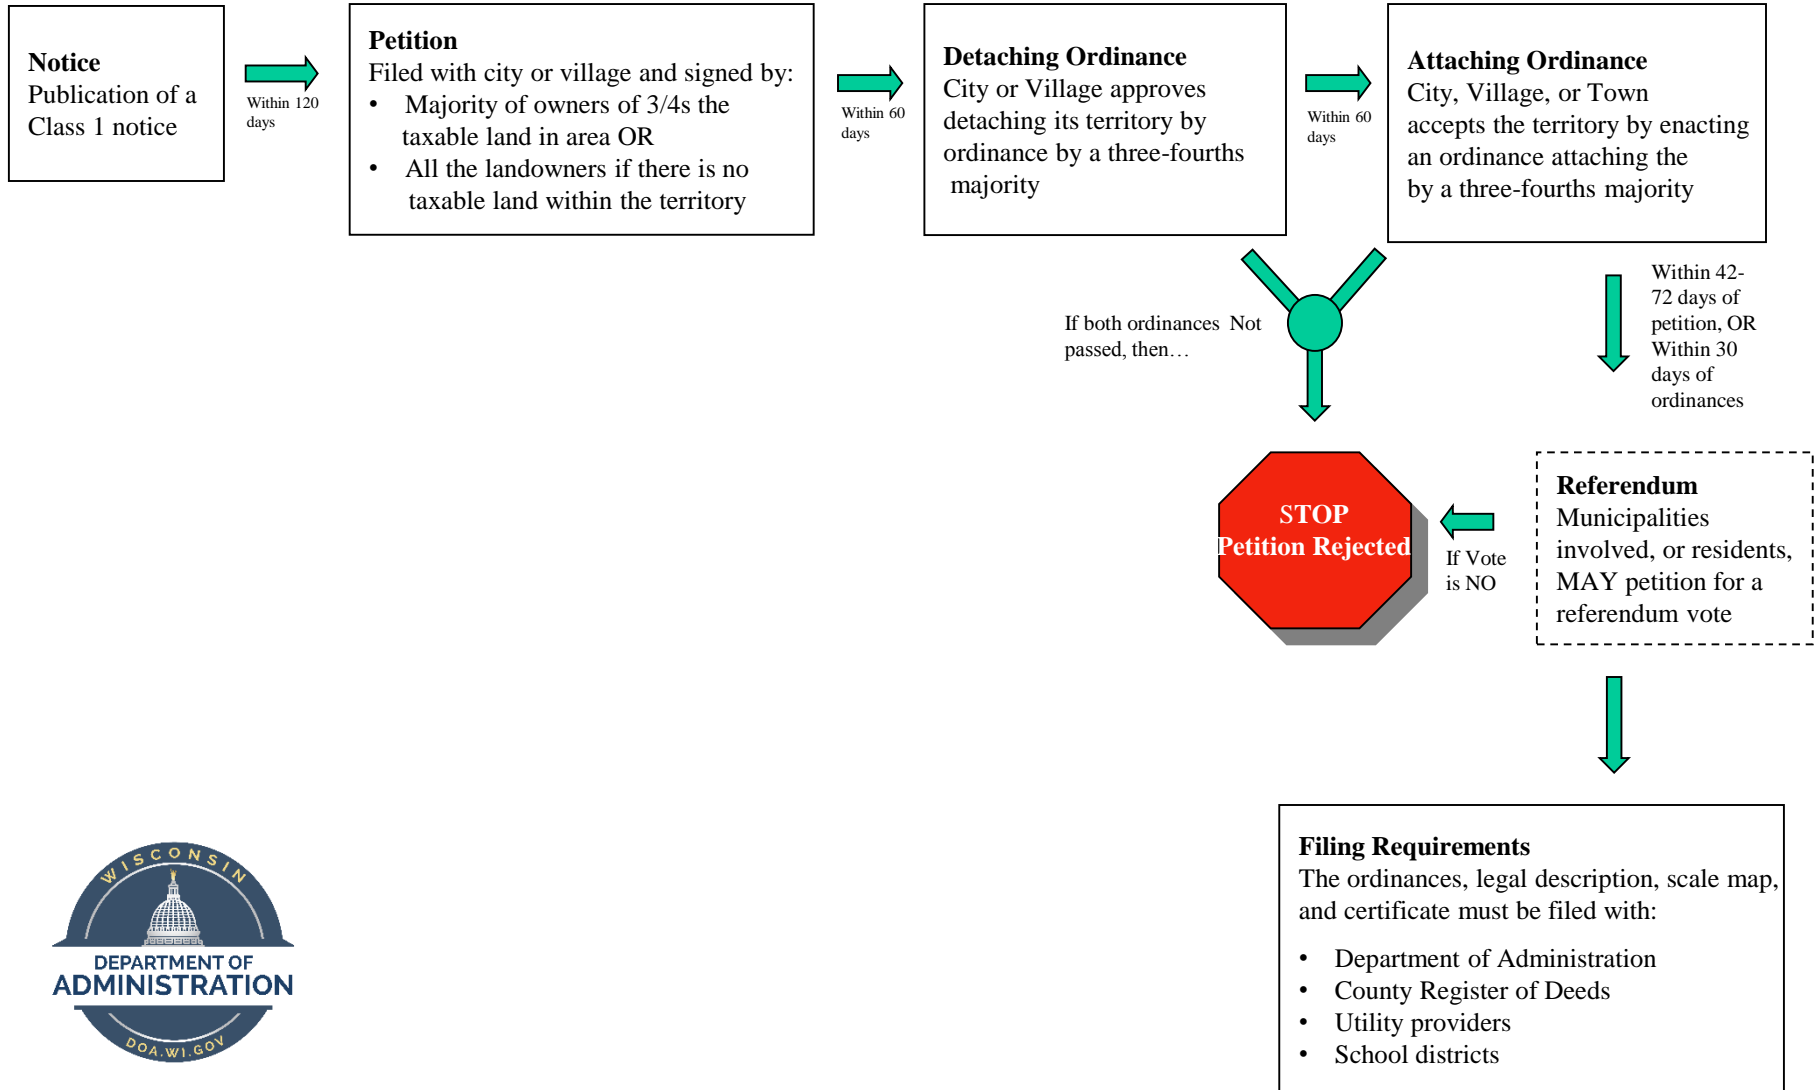 Notice
Publication of a
Class 1 notice
Within 120
days
Petition
Filed with city or village and signed by:
• Majority of owners of 3/4s the
taxable land in area OR
• All the landowners if there is no
taxable land within the territory
Within 60
days
Detaching Ordinance
City or Village approves
detaching its territory by
ordinance by a three-fourths
majority
Within 60
days
Attaching Ordinance
City, Village, or Town
accepts the territory by enacting
an ordinance attaching the
by a three-fourths majority
If both ordinances Not
passed, then…
Within 42-
72 days of
petition, OR
Within 30
days of
ordinances
STOP
Petition Rejected
If Vote
is NO
Referendum
Municipalities
involved, or residents,
MAY petition for a
referendum vote
Filing Requirements
The ordinances, legal description, scale map,
and certificate must be filed with:
• Department of Administration
• County Register of Deeds
• Utility providers
• School districts
WISCONSIN
DEPARTMENT OF
ADMINISTRATION
DOA.WI.GOV